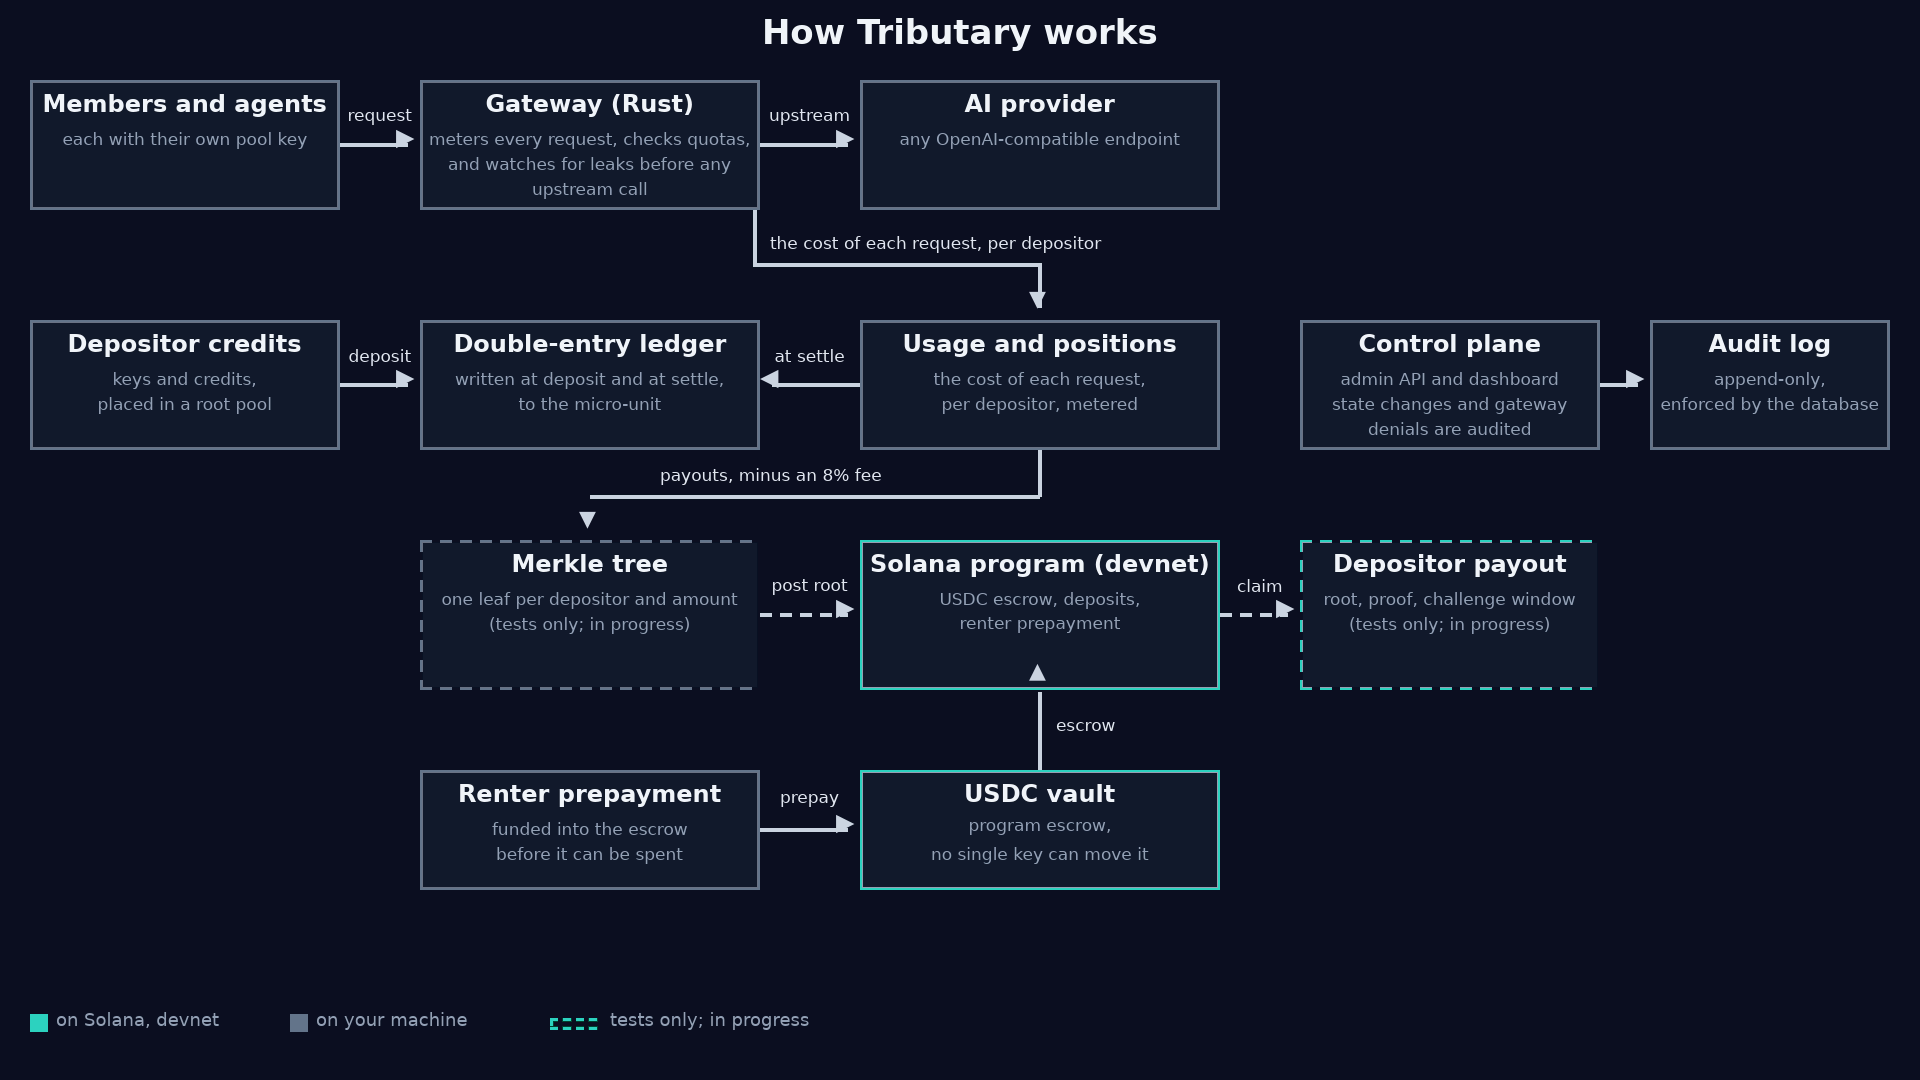 How Tributary works
Members and agents
each with their own pool key
request
Gateway (Rust)
meters every request, checks quotas,
and watches for leaks before any
upstream call
upstream
AI provider
any OpenAI-compatible endpoint
the cost of each request, per depositor
Depositor credits
keys and credits,
placed in a root pool
deposit
Double-entry ledger
written at deposit and at settle,
to the micro-unit
at settle
Usage and positions
the cost of each request,
per depositor, metered
Control plane
admin API and dashboard
state changes and gateway
denials are audited
Audit log
append-only,
enforced by the database
payouts, minus an 8% fee
Merkle tree
one leaf per depositor and amount
(tests only; in progress)
post root
Solana program (devnet)
USDC escrow, deposits,
renter prepayment
claim
Depositor payout
root, proof, challenge window
(tests only; in progress)
escrow
Renter prepayment
funded into the escrow
before it can be spent
prepay
USDC vault
program escrow,
no single key can move it
on Solana, devnet
on your machine
tests only; in progress